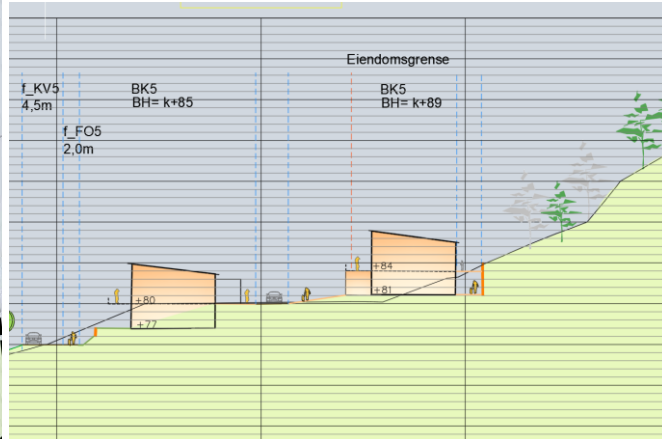 Eiendomsgrense
f_KV5
4,5m
BK5
BH= k+85
BK5
BH= k+89
f_FO5
2,0m
+84
+81
+80
+77